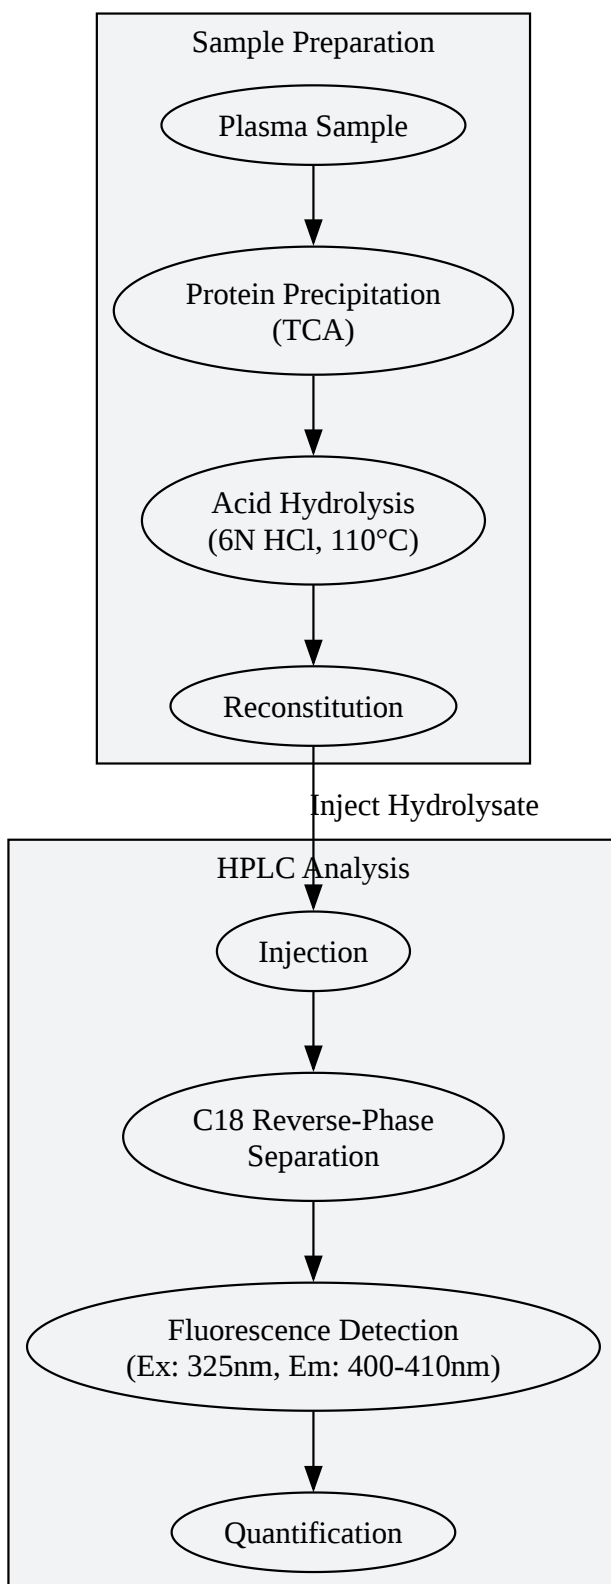 Sample Preparation
Plasma Sample
Protein Precipitation
(TCA)
Acid Hydrolysis
(6N HCl, 110°C)
Reconstitution
Inject Hydrolysate
HPLC Analysis
Injection
C18 Reverse-Phase
Separation
Fluorescence Detection
(Ex: 325nm, Em: 400-410nm)
Quantification